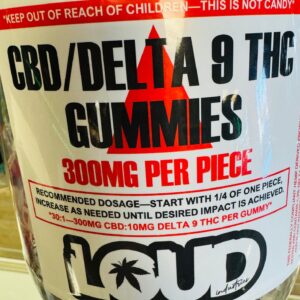 "KEEP OUT OF REACH OF CHILDREN—THIS IS NOT CANDY"
CBD/DELTA 9 THC
GUMMIES
300MG PER PIECE
RECOMMENDED DOSAGE—START WITH 1/4 OF ONE PIECE,
INCREASE AS NEEDED UNTIL DESIRED IMPACT IS ACHIEVED.
*30:1—300MG CBD:10MG DELTA 9 THC PER GUMMY*
LOUD
industries